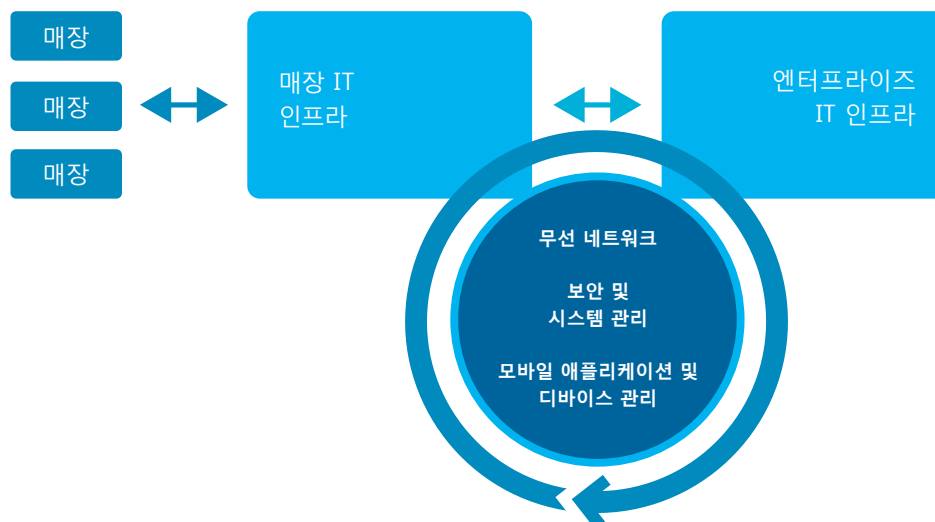 매장
매장
매장
매장 IT
인프라
엔터프라이즈
IT 인프라
무선 네트워크
보안 및
시스템 관리
모바일 애플리케이션 및
디바이스 관리